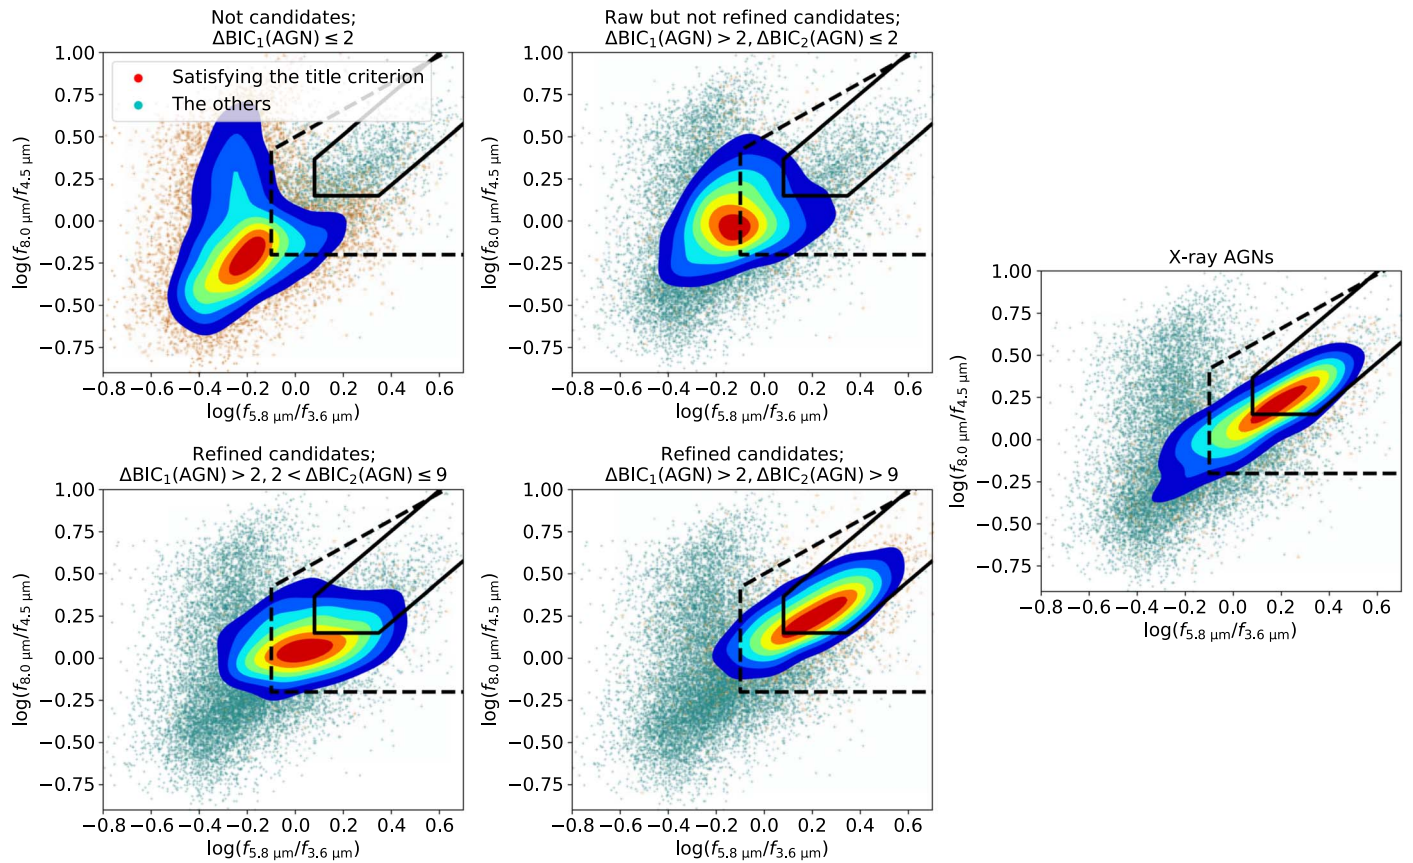 Not candidates;
ΔBIC₁(AGN) ≤ 2
1.00
0.75
0.50
0.25
0.00
−0.25
−0.50
−0.75
log(f8.0 μm/f4.5 μm)
Satisfying the title criterion
The others
−0.8 −0.6 −0.4 −0.2 0.0 0.2 0.4 0.6
log(f5.8 μm/f3.6 μm)
Raw but not refined candidates;
ΔBIC₁(AGN) > 2, ΔBIC₂(AGN) ≤ 2
1.00
0.75
0.50
0.25
0.00
−0.25
−0.50
−0.75
log(f8.0 μm/f4.5 μm)
−0.8 −0.6 −0.4 −0.2 0.0 0.2 0.4 0.6
log(f5.8 μm/f3.6 μm)
X-ray AGNs
1.00
0.75
0.50
0.25
0.00
−0.25
−0.50
−0.75
log(f8.0 μm/f4.5 μm)
−0.8 −0.6 −0.4 −0.2 0.0 0.2 0.4 0.6
log(f5.8 μm/f3.6 μm)
Refined candidates;
ΔBIC₁(AGN) > 2, 2 < ΔBIC₂(AGN) ≤ 9
1.00
0.75
0.50
0.25
0.00
−0.25
−0.50
−0.75
log(f8.0 μm/f4.5 μm)
−0.8 −0.6 −0.4 −0.2 0.0 0.2 0.4 0.6
log(f5.8 μm/f3.6 μm)
Refined candidates;
ΔBIC₁(AGN) > 2, ΔBIC₂(AGN) > 9
1.00
0.75
0.50
0.25
0.00
−0.25
−0.50
−0.75
log(f8.0 μm/f4.5 μm)
−0.8 −0.6 −0.4 −0.2 0.0 0.2 0.4 0.6
log(f5.8 μm/f3.6 μm)